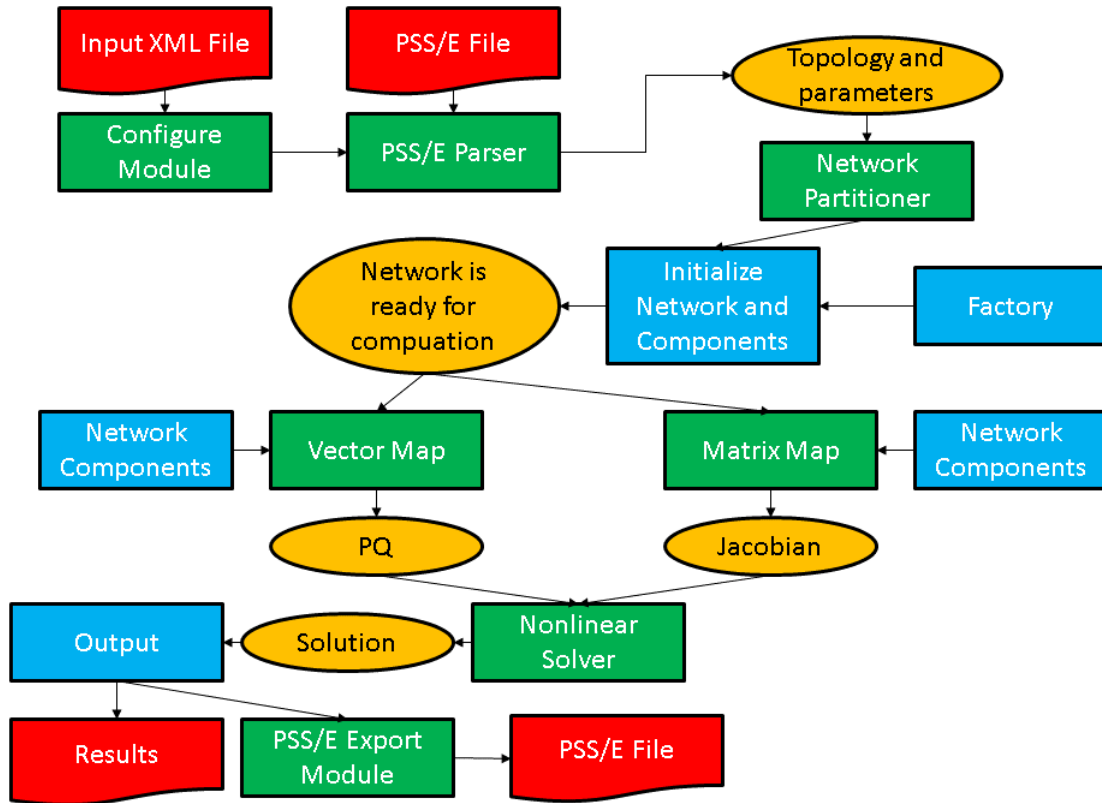 Input XML File
PSS/E File
Topology and
parameters
Configure
Module
PSS/E Parser
Network
Partitioner
Network is
ready for
compuation
Initialize
Network and
Components
Factory
Network
Components
Vector Map
Matrix Map
Network
Components
PQ
Jacobian
Output
Solution
Nonlinear
Solver
Results
PSS/E Export
Module
PSS/E File